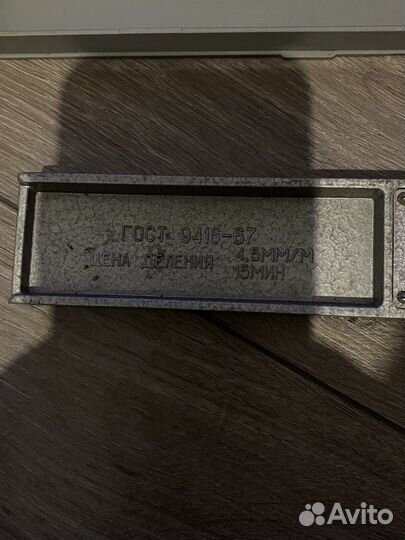 ГОСТ 9416-67
ЦЕНА ДЕЛЕНИЯ 4,5ММ/М
15МИН
Avito